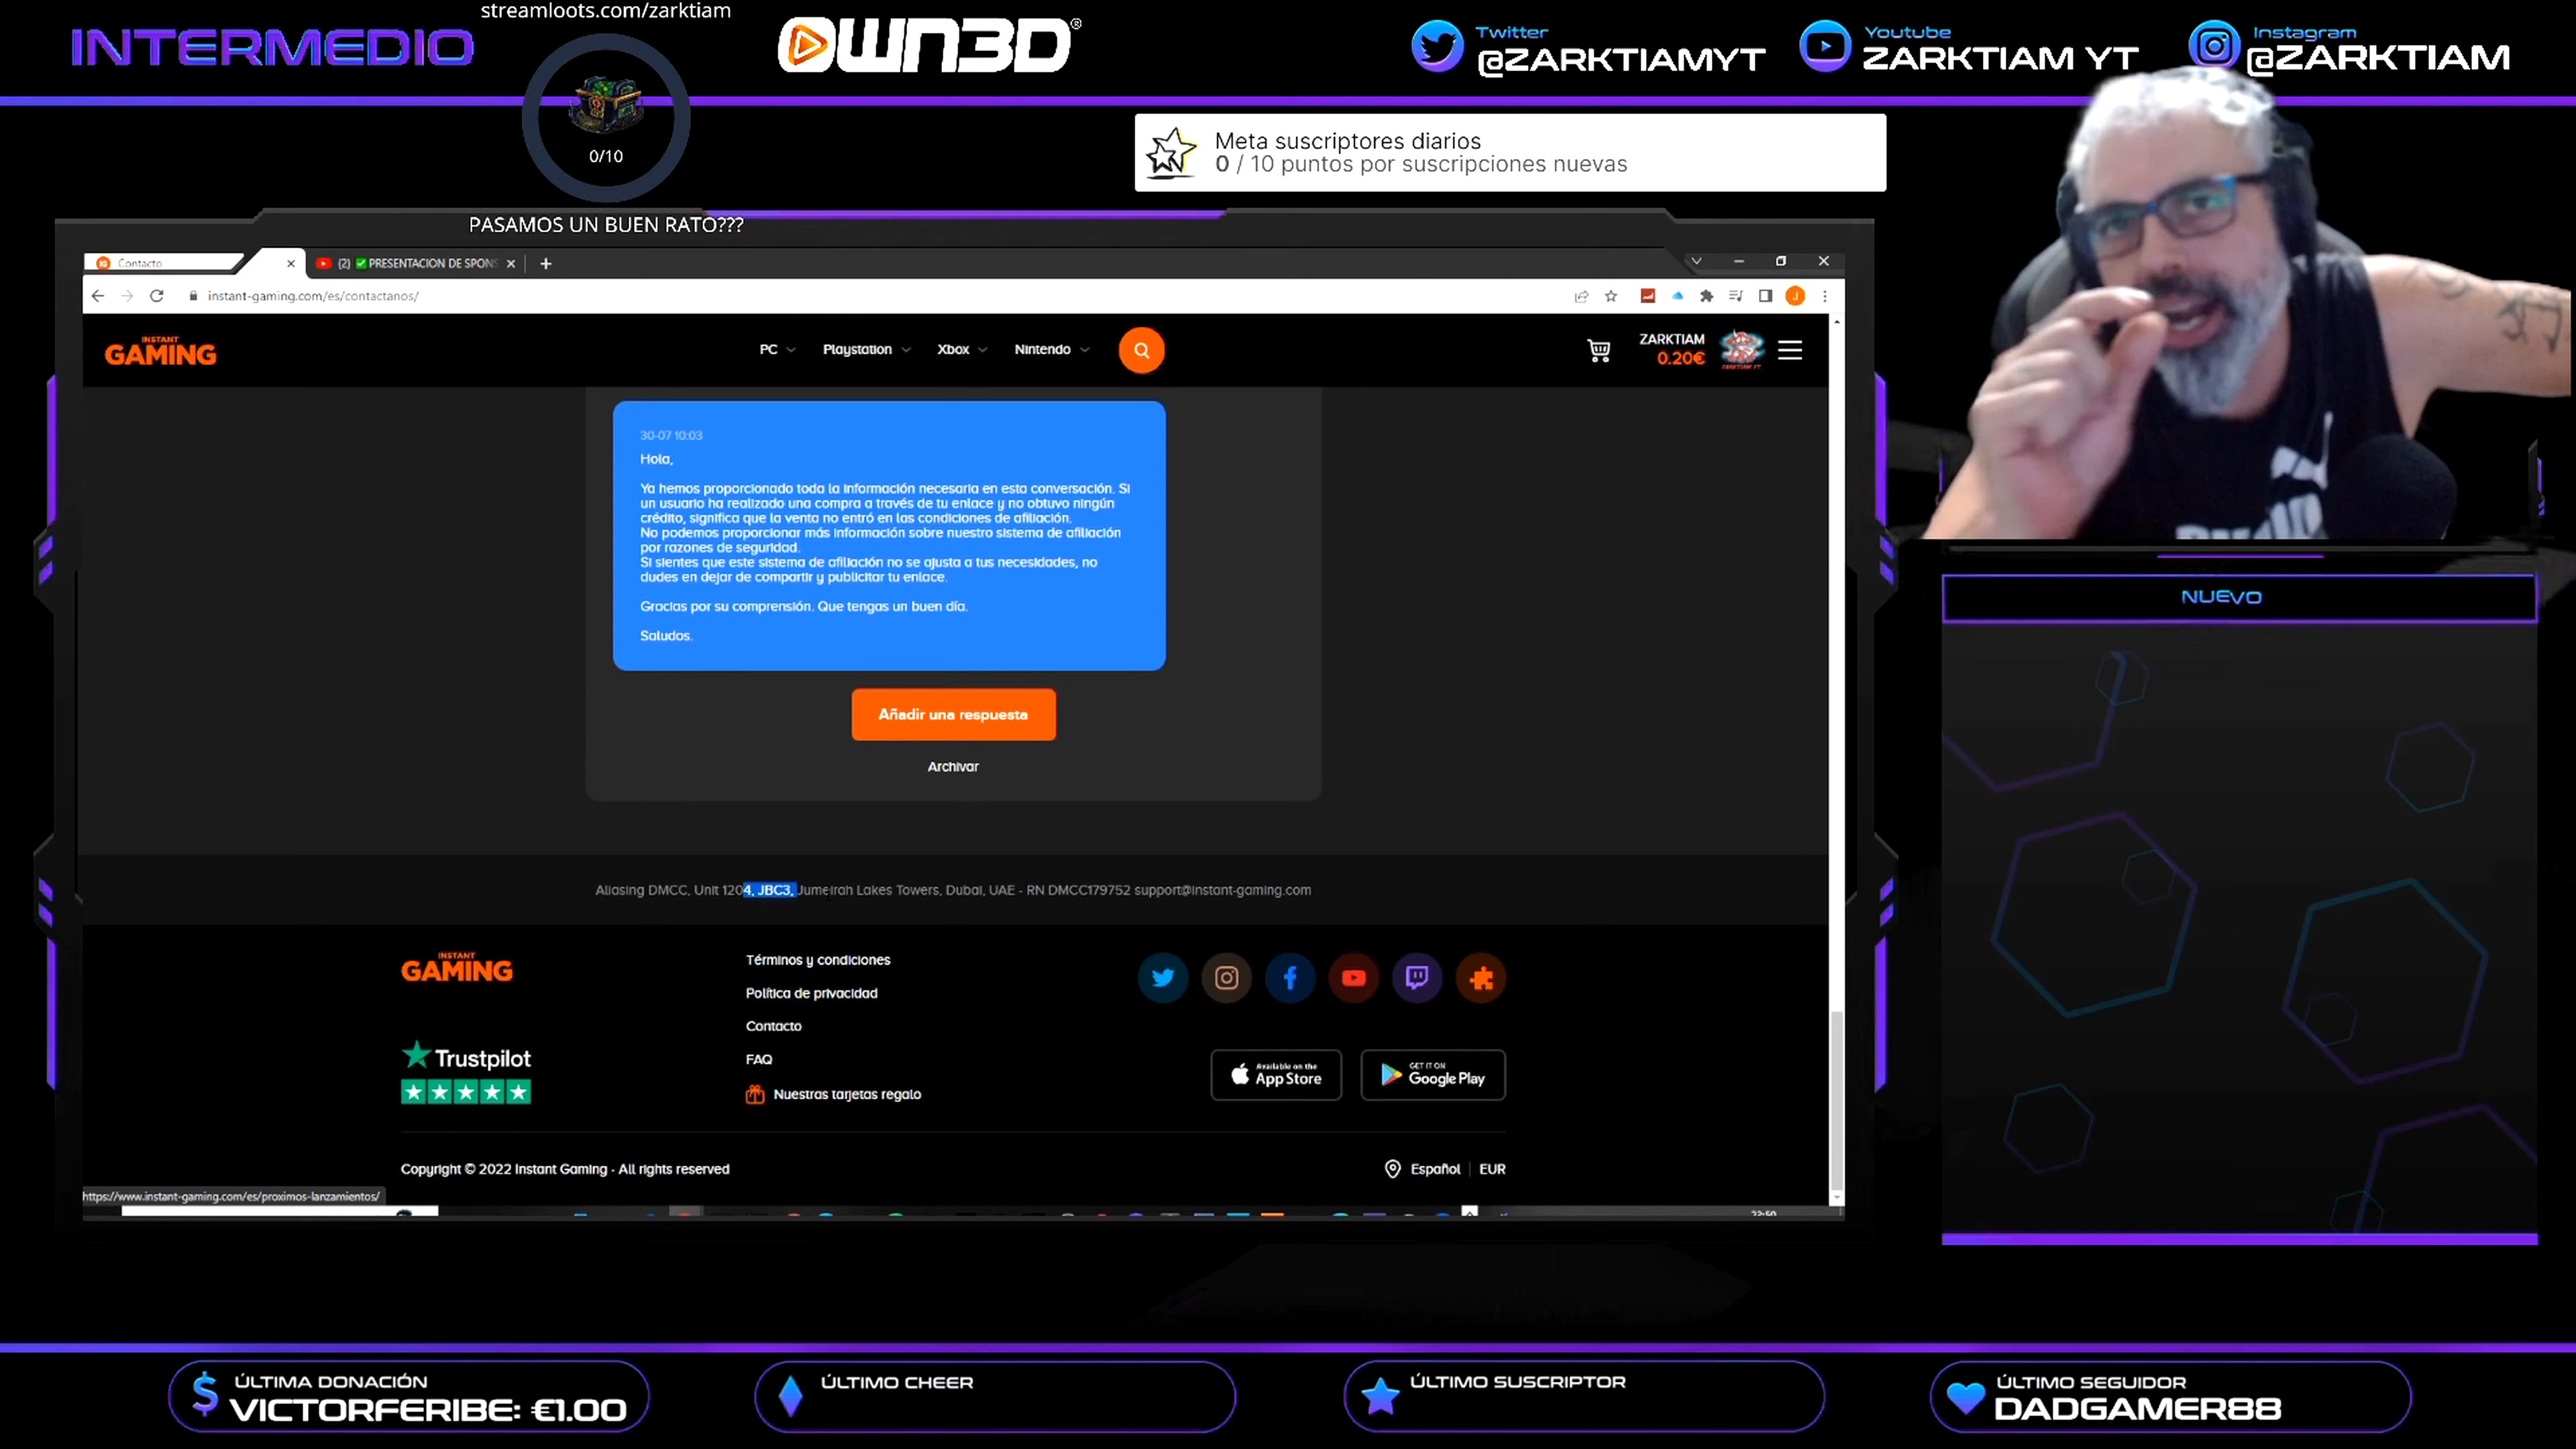 INTERMEDIO
streamloots.com/zarktiam
0/10
OWN3D®
Twitter
@ZARKTIAMYT
Youtube
ZARKTIAM YT
Instagram
@ZARKTIAM
Meta suscriptores diarios
0 / 10 puntos por suscripciones nuevas
PASAMOS UN BUEN RATO???
Contacto
(2) ✅ PRESENTACION DE SPONS
instant-gaming.com/es/contactanos/
INSTANT
GAMING
PC
Playstation
Xbox
Nintendo
ZARKTIAM
0.20€
30-07 10:03
Hola,
Ya hemos proporcionado toda la información necesaria en esta conversación. Si
un usuario ha realizado una compra a través de tu enlace y no obtuvo ningún
crédito, significa que la venta no entró en las condiciones de afiliación.
No podemos proporcionar más información sobre nuestro sistema de afiliación
por razones de seguridad.
Si sientes que este sistema de afiliación no se ajusta a tus necesidades, no
dudes en dejar de compartir y publicitar tu enlace.
Gracias por su comprensión. Que tengas un buen día.
Saludos.
Añadir una respuesta
Archivar
Aliasing DMCC, Unit 1204, JBC3, Jumeirah Lakes Towers, Dubai, UAE - RN DMCC179752 support@instant-gaming.com
INSTANT
GAMING
Trustpilot
Términos y condiciones
Política de privacidad
Contacto
FAQ
Nuestras tarjetas regalo
Available on the
App Store
GET IT ON
Google Play
Copyright © 2022 Instant Gaming - All rights reserved
Español
EUR
https://www.instant-gaming.com/es/proximos-lanzamientos/
NUEVO
ÚLTIMA DONACIÓN
VICTORFERIBE: €1.00
ÚLTIMO CHEER
ÚLTIMO SUSCRIPTOR
ÚLTIMO SEGUIDOR
DADGAMER88